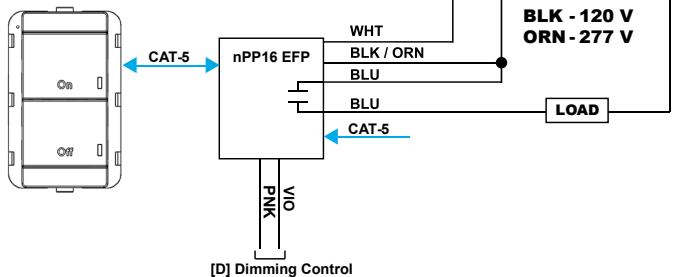 BLK - 120 V
ORN - 277 V
WHT
BLK / ORN
BLU
BLU
CAT-5
nPP16 EFP
LOAD
CAT-5
On
Off
VIO
PNK
[D] Dimming Control